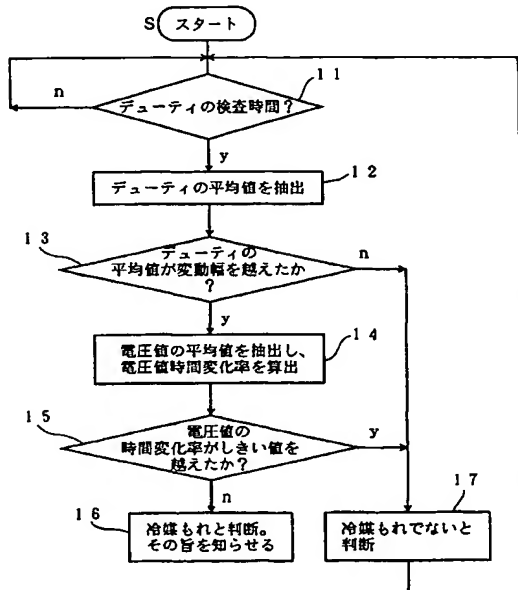 S スタート
11
n
デューティの検査時間？
y
12
デューティの平均値を抽出
13
デューティの
平均値が変動幅を越えたか
？
n
y
14
電圧値の平均値を抽出し、
電圧値時間変化率を算出
15
電圧値の
時間変化率がしきい値を
越えたか？
y
n
16
冷媒もれと判断。
その旨を知らせる
17
冷媒もれでないと
判断